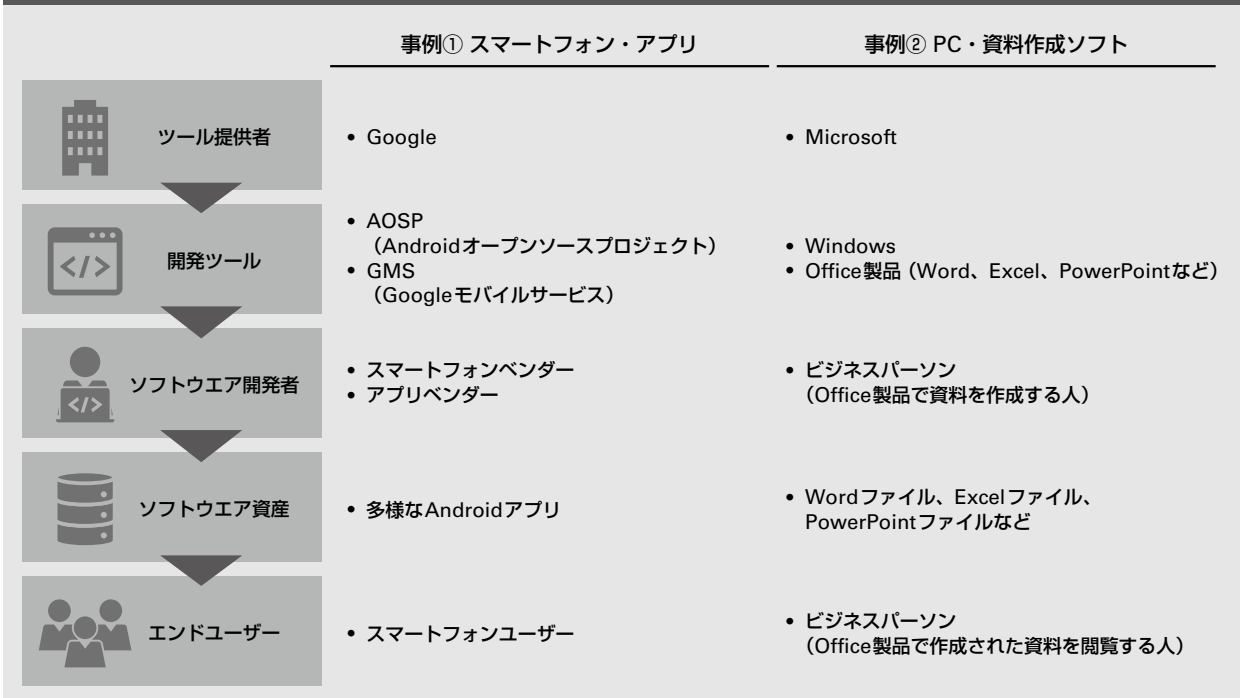 事例① スマートフォン・アプリ
事例② PC・資料作成ソフト
ツール提供者
• Google
• Microsoft
開発ツール
• AOSP
（Androidオープンソースプロジェクト）
• GMS
（Googleモバイルサービス）
• Windows
• Office製品（Word、Excel、PowerPointなど）
</>
ソフトウエア開発者
• スマートフォンベンダー
• アプリベンダー
• ビジネスパーソン
（Office製品で資料を作成する人）
</>
ソフトウエア資産
• 多様なAndroidアプリ
• Wordファイル、Excelファイル、
PowerPointファイルなど
エンドユーザー
• スマートフォンユーザー
• ビジネスパーソン
（Office製品で作成された資料を閲覧する人）